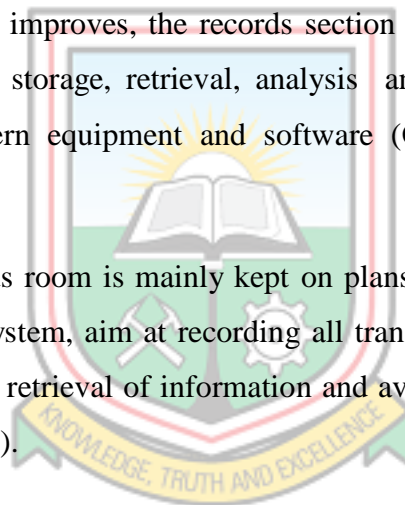 improves, the records section
storage, retrieval, analysis
ern equipment and software (
s room is mainly kept on plans
ystem, aim at recording all tran
retrieval of information and av
).
KNOWLEDGE, TRUTH AND EXCELLENCE